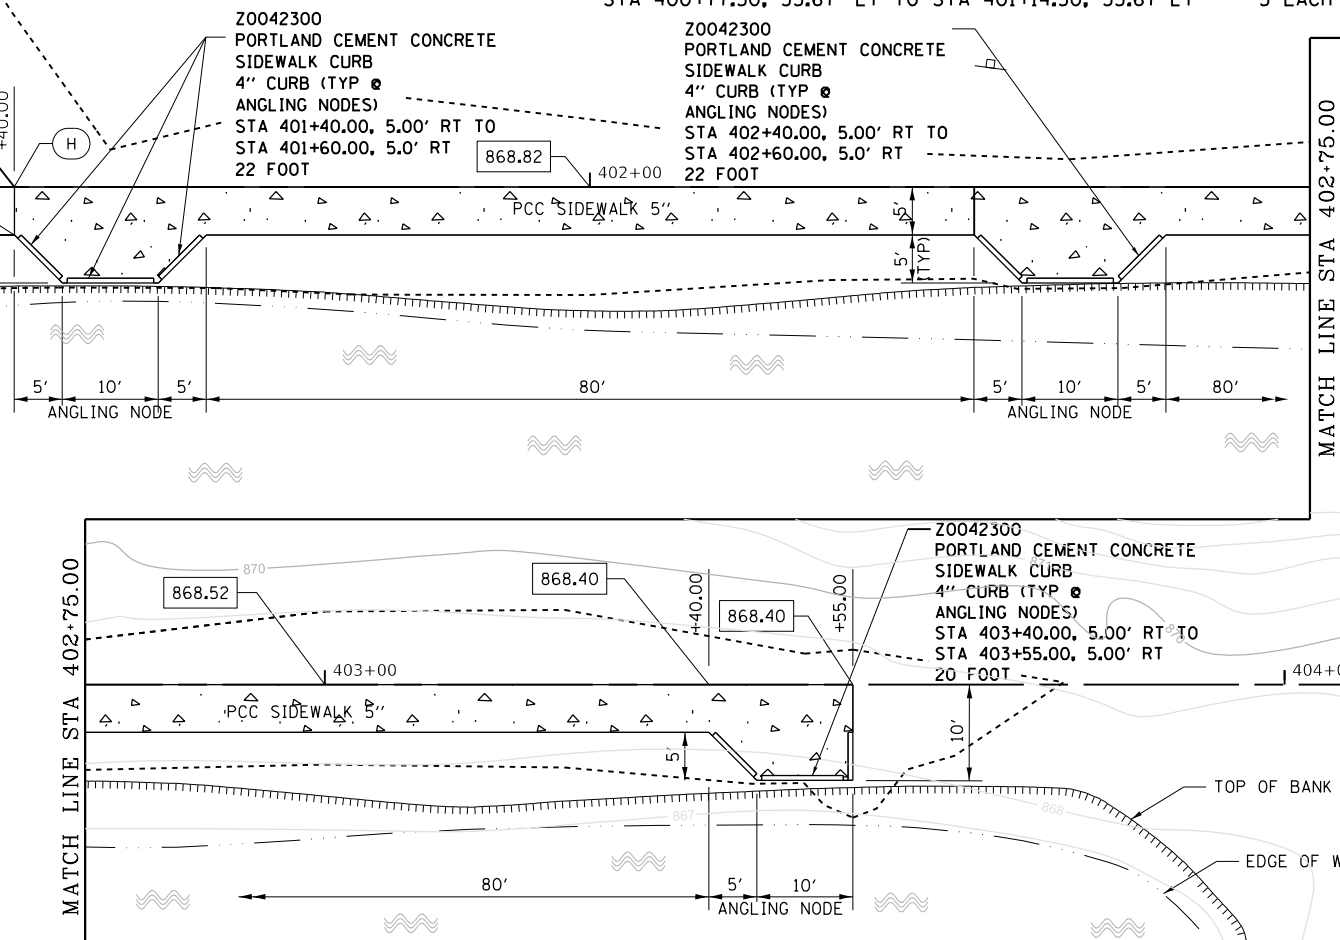 Z0042300
PORTLAND CEMENT CONCRETE
SIDEWALK CURB
4'' CURB (TYP @
ANGLING NODES)
STA 401+40.00, 5.00' RT TO
STA 401+60.00, 5.0' RT
22 FOOT
Z0042300
PORTLAND CEMENT CONCRETE
SIDEWALK CURB
4'' CURB (TYP @
ANGLING NODES)
STA 402+40.00, 5.00' RT TO
STA 402+60.00, 5.0' RT
22 FOOT
+40.00
H
868.82
402+00
PCC SIDEWALK 5''
5'
5'
(TYP)
5'
10'
5'
80'
5'
10'
5'
80'
ANGLING NODE
ANGLING NODE
MATCH LINE STA 402+75.00
MATCH LINE STA 402+75.00
870
868.52
868.40
+40.00
868.40
+55.00
Z0042300
PORTLAND CEMENT CONCRETE
SIDEWALK CURB
4'' CURB (TYP @
ANGLING NODES)
STA 403+40.00, 5.00' RT TO
STA 403+55.00, 5.00' RT
20 FOOT
870
403+00
PCC SIDEWALK 5''
5'
10'
867
868
TOP OF BANK
EDGE OF
80'
5'
10'
ANGLING NODE